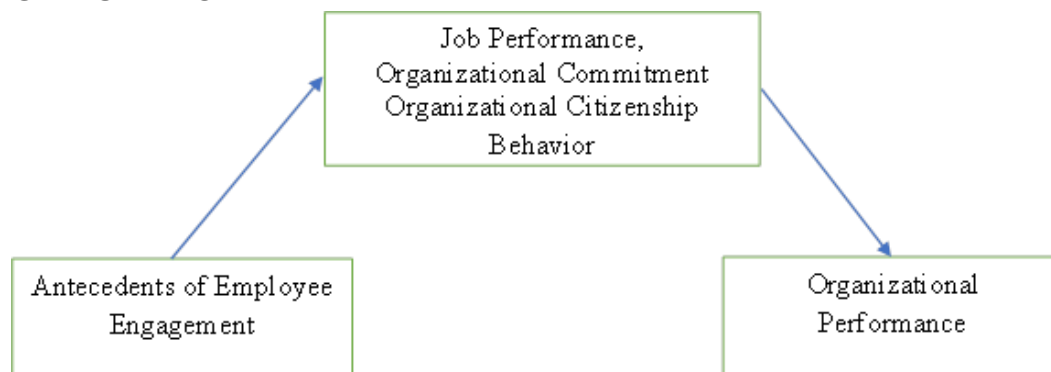 Job Performance,
Organizational Commitment
Organizational Citizenship
Behavior
Antecedents of Employee
Engagement
Organizational
Performance